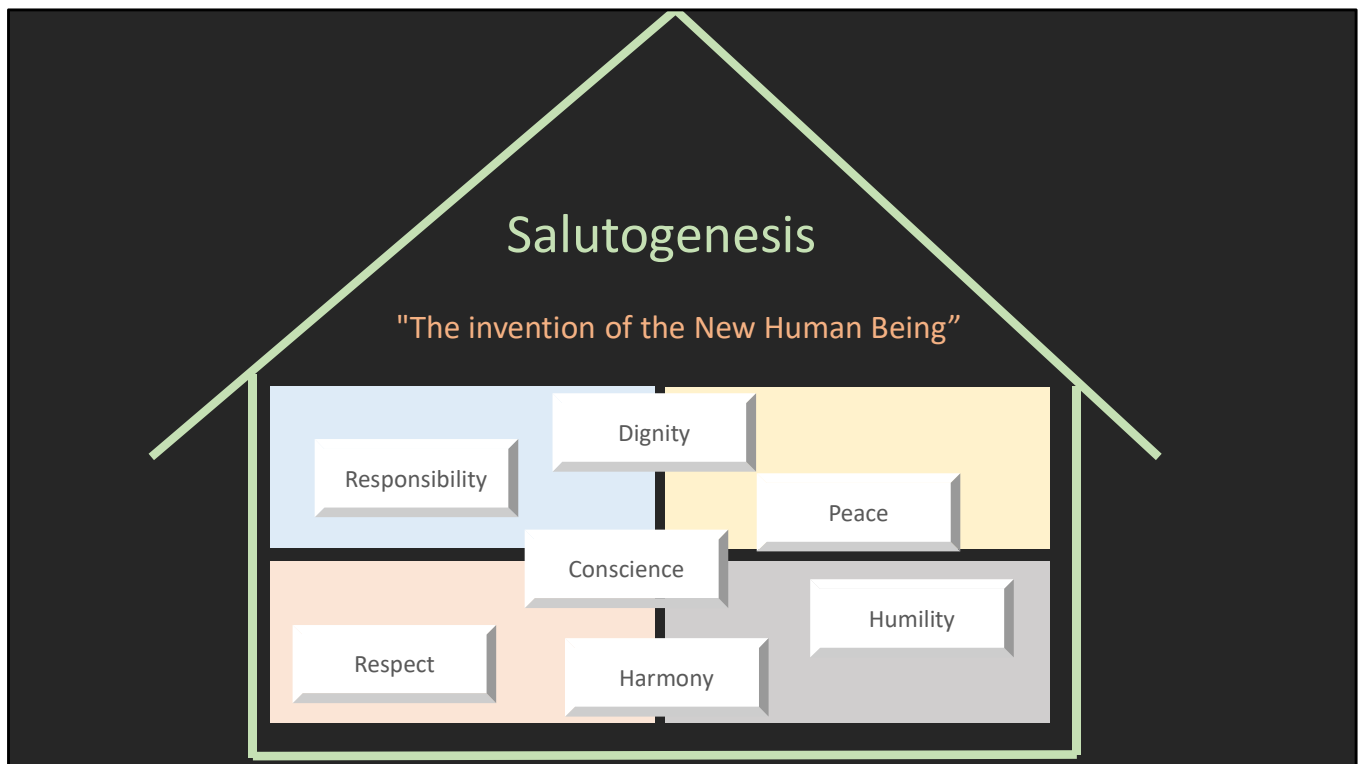 Salutogenesis
"The invention of the New Human Being”
Dignity
Responsibility
Peace
Conscience
Humility
Respect
Harmony